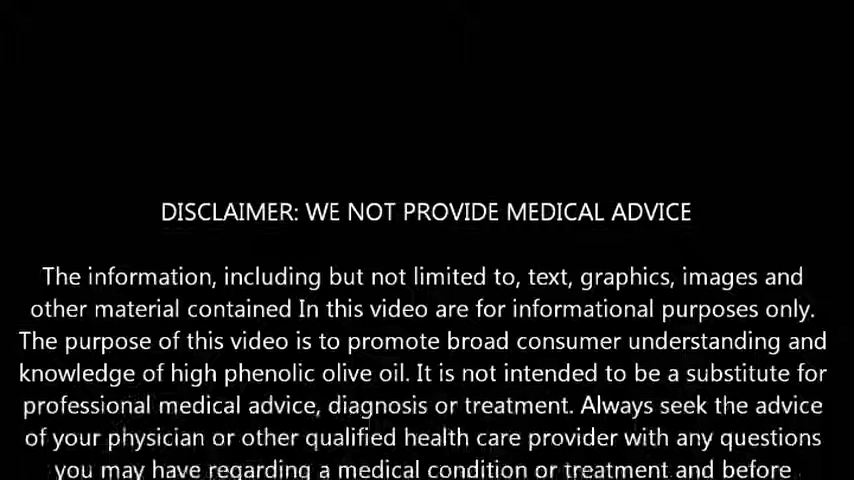 DISCLAIMER: WE NOT PROVIDE MEDICAL ADVICE
The information, including but not limited to, text, graphics, images and
other material contained In this video are for informational purposes only.
The purpose of this video is to promote broad consumer understanding and
knowledge of high phenolic olive oil. It is not intended to be a substitute for
professional medical advice, diagnosis or treatment. Always seek the advice
of your physician or other qualified health care provider with any questions
you may have regarding a medical condition or treatment and before